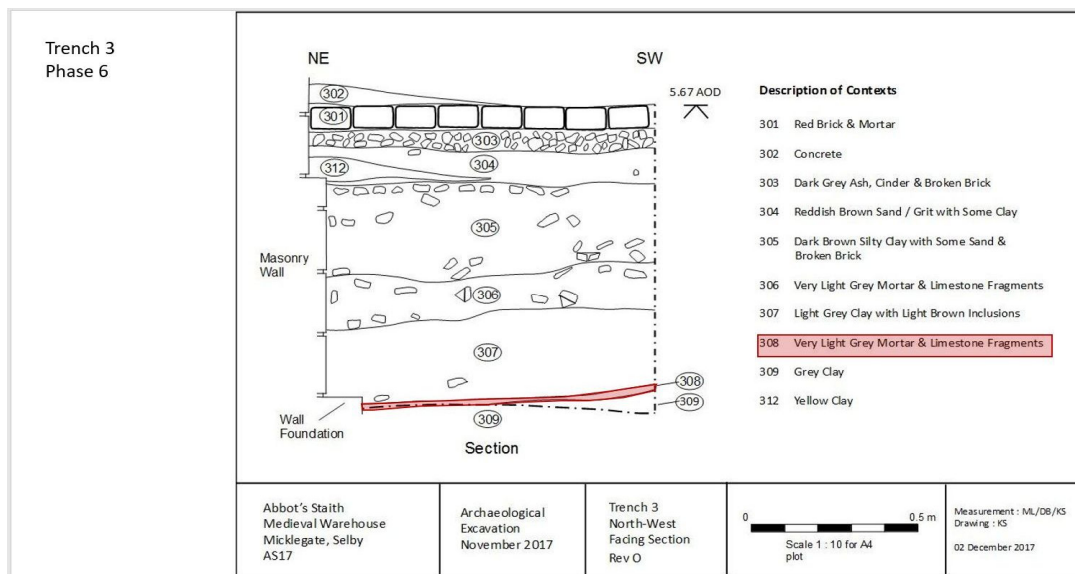 Trench 3
Phase 6
NE
SW
302
5.67 AOD
301
303
304
312
305
Masonry
Wall
306
307
308
309
309
Wall
Foundation
Section
Description of Contexts
301 Red Brick & Mortar
302 Concrete
303 Dark Grey Ash, Cinder & Broken Brick
304 Reddish Brown Sand / Grit with Some Clay
305 Dark Brown Silty Clay with Some Sand &
Broken Brick
306 Very Light Grey Mortar & Limestone Fragments
307 Light Grey Clay with Light Brown Inclusions
308 Very Light Grey Mortar & Limestone Fragments
309 Grey Clay
312 Yellow Clay
Abbot's Staith
Medieval Warehouse
Micklegate, Selby
AS17
Archaeological
Excavation
November 2017
Trench 3
North-West
Facing Section
Rev O
0 0.5 m
Scale 1 : 10 for A4
plot
Measurement : ML/DB/KS
Drawing : KS
02 December 2017